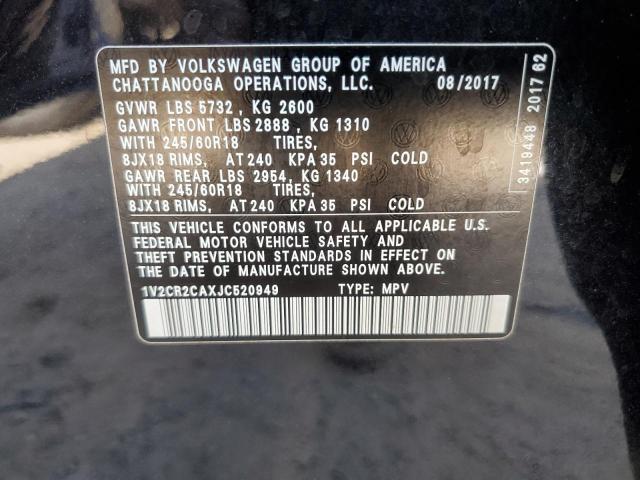 MFD BY VOLKSWAGEN GROUP OF AMERICA
CHATTANOOGA OPERATIONS, LLC. 08/2017
GVWR LBS 5732 , KG 2600
GAWR FRONT LBS 2888 , KG 1310
WITH 245/60R18 TIRES,
8JX18 RIMS, AT 240 KPA 35 PSI COLD
GAWR REAR LBS 2954, KG 1340
WITH 245/60R18 TIRES,
8JX18 RIMS, AT 240 KPA 35 PSI COLD
THIS VEHICLE CONFORMS TO ALL APPLICABLE U.S.
FEDERAL MOTOR VEHICLE SAFETY AND
THEFT PREVENTION STANDARDS IN EFFECT ON
THE DATE OF MANUFACTURE SHOWN ABOVE.
1V2CR2CAXJC520949 TYPE: MPV
3419448 2017 62